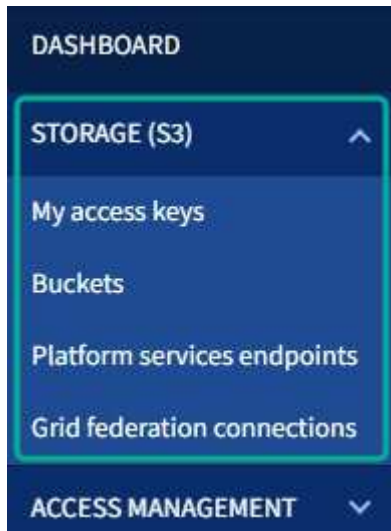 DASHBOARD
STORAGE (S3)
My access keys
Buckets
Platform services endpoints
Grid federation connections
ACCESS MANAGEMENT